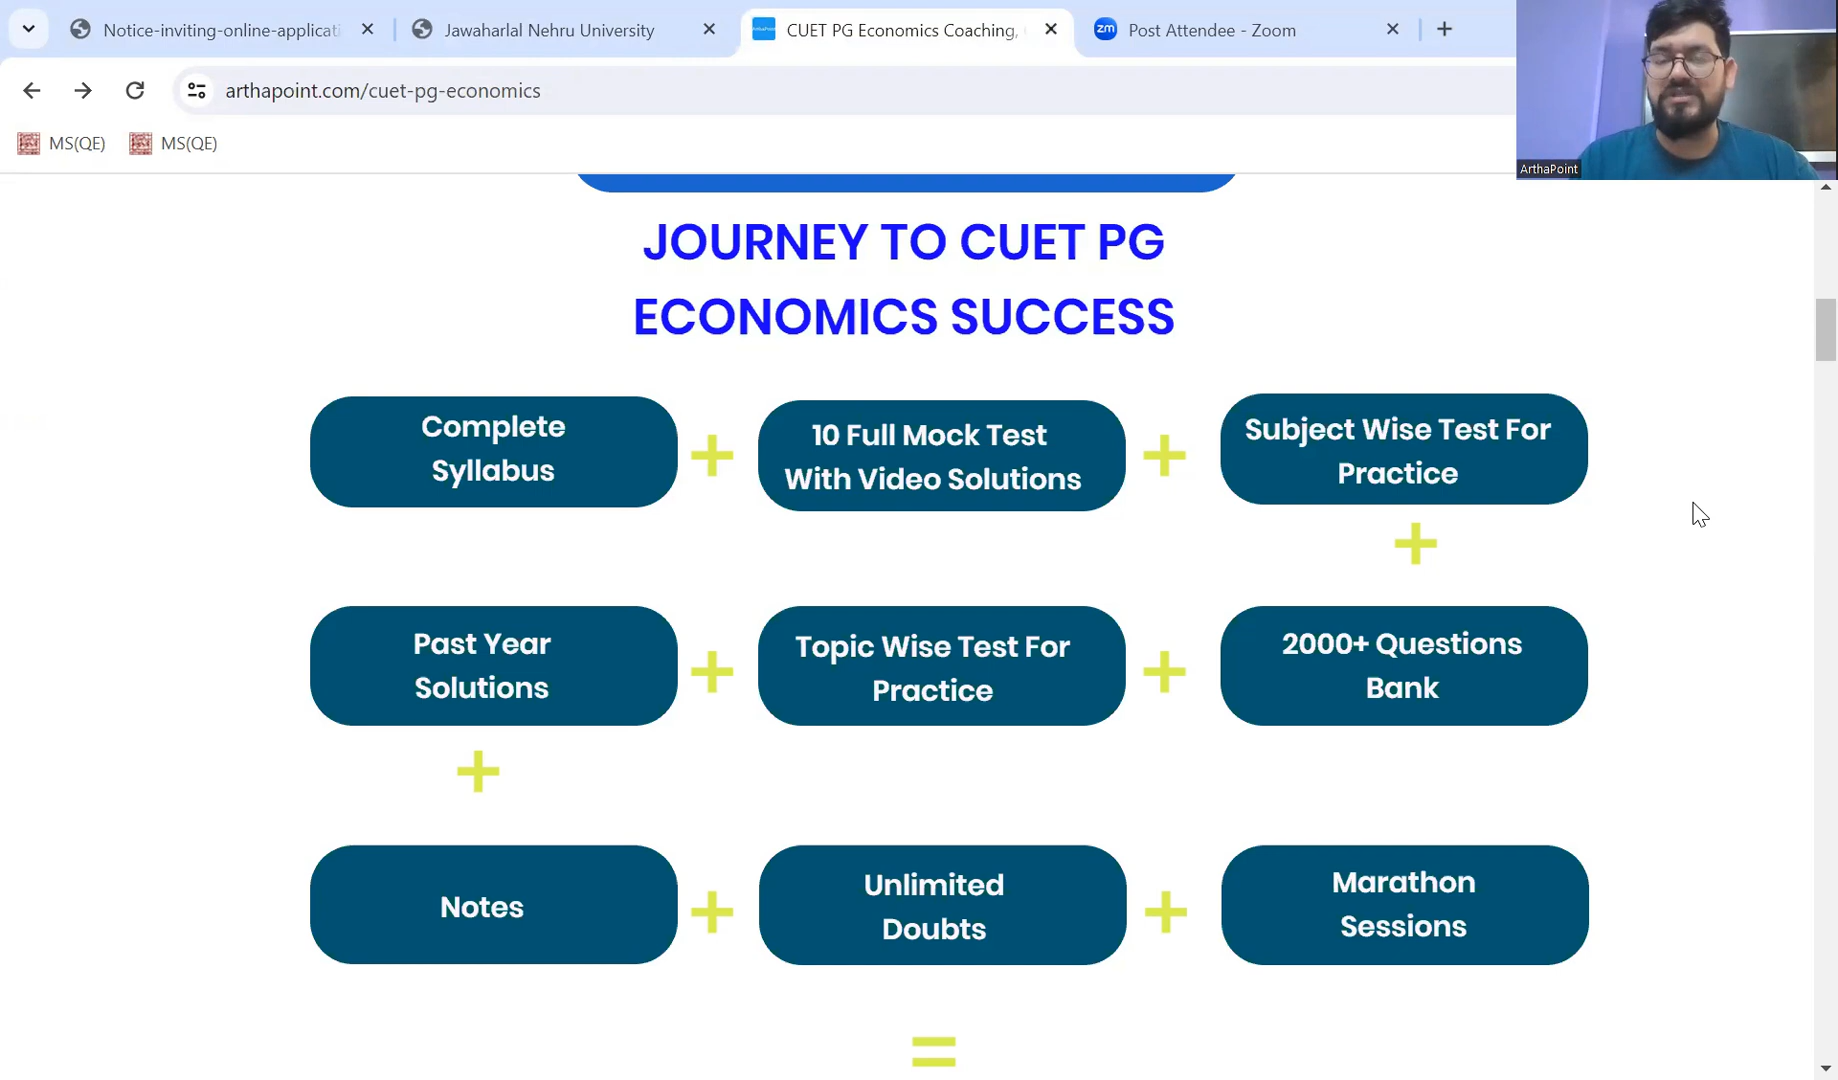 Notice-inviting-online-applicati
Jawaharlal Nehru University
CUET PG Economics Coaching,
zm
Post Attendee - Zoom
arthapoint.com/cuet-pg-economics
MS(QE)
MS(QE)
ArthaPoint
JOURNEY TO CUET PG
ECONOMICS SUCCESS
Complete
Syllabus
+
10 Full Mock Test
With Video Solutions
+
Subject Wise Test For
Practice
+
Past Year
Solutions
+
Topic Wise Test For
Practice
+
2000+ Questions
Bank
+
Notes
+
Unlimited
Doubts
+
Marathon
Sessions
=